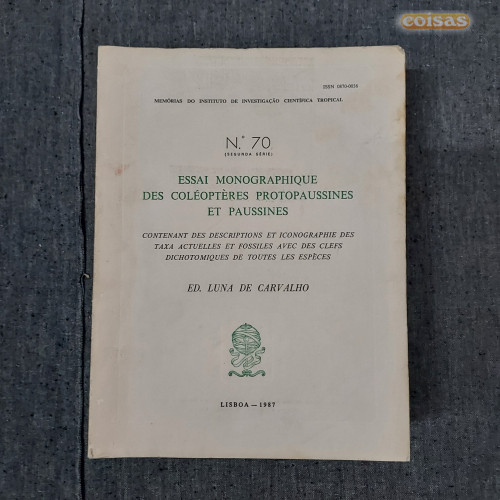 coisas
ISSN 0870-0036
MEMÓRIAS DO INSTITUTO DE INVESTIGAÇÃO CIENTÍFICA TROPICAL
N.º 70
(SEGUNDA SÉRIE)
ESSAI MONOGRAPHIQUE
DES COLÉOPTÈRES PROTOPAUSSINES
ET PAUSSINES
CONTENANT DES DESCRIPTIONS ET ICONOGRAPHIE DES
TAXA ACTUELLES ET FOSSILES AVEC DES CLEFS
DICHOTOMIQUES DE TOUTES LES ESPÈCES
ED. LUNA DE CARVALHO
LISBOA — 1987